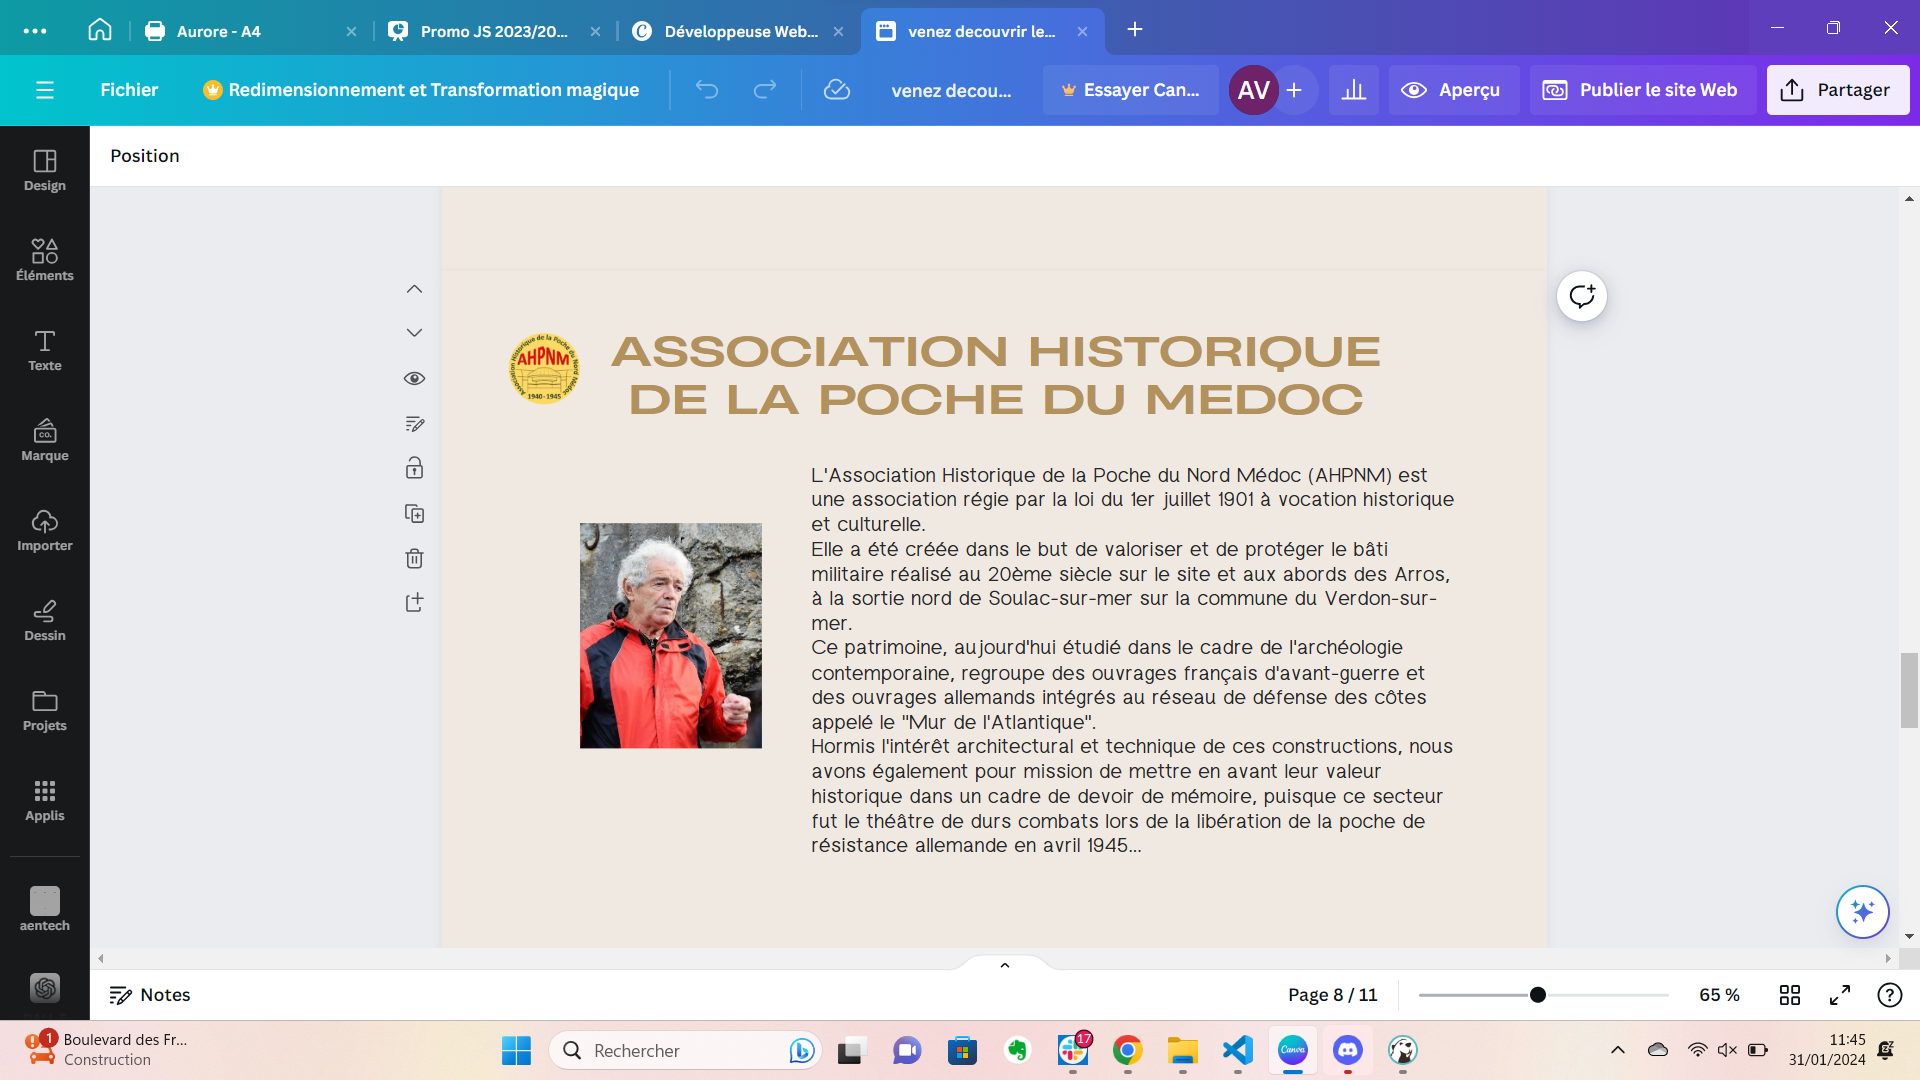 Aurore - A4
Promo JS 2023/20...
Développeuse Web...
venez decouvrir le...
Fichier
Redimensionnement et Transformation magique
venez decou...
Essayer Can...
AV
Aperçu
Publier le site Web
Partager
Position
Design
Éléments
Texte
CO.
Marque
Importer
Dessin
Projets
Applis
aentech
Association Historique de la Poche du Nord Médoc
AHPNM
1940-1945
ASSOCIATION HISTORIQUE
DE LA POCHE DU MEDOC
L'Association Historique de la Poche du Nord Médoc (AHPNM) est
une association régie par la loi du 1er juillet 1901 à vocation historique
et culturelle.
Elle a été créée dans le but de valoriser et de protéger le bâti
militaire réalisé au 20ème siècle sur le site et aux abords des Arros,
à la sortie nord de Soulac-sur-mer sur la commune du Verdon-sur-
mer.
Ce patrimoine, aujourd'hui étudié dans le cadre de l'archéologie
contemporaine, regroupe des ouvrages français d'avant-guerre et
des ouvrages allemands intégrés au réseau de défense des côtes
appelé le "Mur de l'Atlantique".
Hormis l'intérêt architectural et technique de ces constructions, nous
avons également pour mission de mettre en avant leur valeur
historique dans un cadre de devoir de mémoire, puisque ce secteur
fut le théâtre de durs combats lors de la libération de la poche de
résistance allemande en avril 1945...
Notes
Page 8 / 11
65 %
1
Boulevard des Fr...
Construction
Rechercher
17
Canva
11:45
31/01/2024